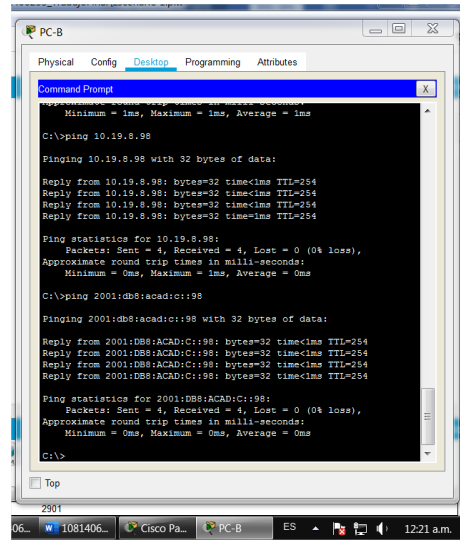 PC-B
Physical Config Desktop Programming Attributes
Command Prompt
X
Approximate round trip times in milli-seconds:
Minimum = 1ms, Maximum = 1ms, Average = 1ms
C:\>ping 10.19.8.98
Pinging 10.19.8.98 with 32 bytes of data:
Reply from 10.19.8.98: bytes=32 time<1ms TTL=254
Reply from 10.19.8.98: bytes=32 time<1ms TTL=254
Reply from 10.19.8.98: bytes=32 time<1ms TTL=254
Reply from 10.19.8.98: bytes=32 time=1ms TTL=254
Ping statistics for 10.19.8.98:
Packets: Sent = 4, Received = 4, Lost = 0 (0% loss),
Approximate round trip times in milli-seconds:
Minimum = 0ms, Maximum = 1ms, Average = 0ms
C:\>ping 2001:db8:acad:c::98
Pinging 2001:db8:acad:c::98 with 32 bytes of data:
Reply from 2001:DB8:ACAD:C::98: bytes=32 time<1ms TTL=254
Reply from 2001:DB8:ACAD:C::98: bytes=32 time<1ms TTL=254
Reply from 2001:DB8:ACAD:C::98: bytes=32 time<1ms TTL=254
Reply from 2001:DB8:ACAD:C::98: bytes=32 time<1ms TTL=254
Ping statistics for 2001:DB8:ACAD:C::98:
Packets: Sent = 4, Received = 4, Lost = 0 (0% loss),
Approximate round trip times in milli-seconds:
Minimum = 0ms, Maximum = 0ms, Average = 0ms
C:\>
Top
2901
06... 1081406... Cisco Pa... PC-B ES 12:21 a.m.